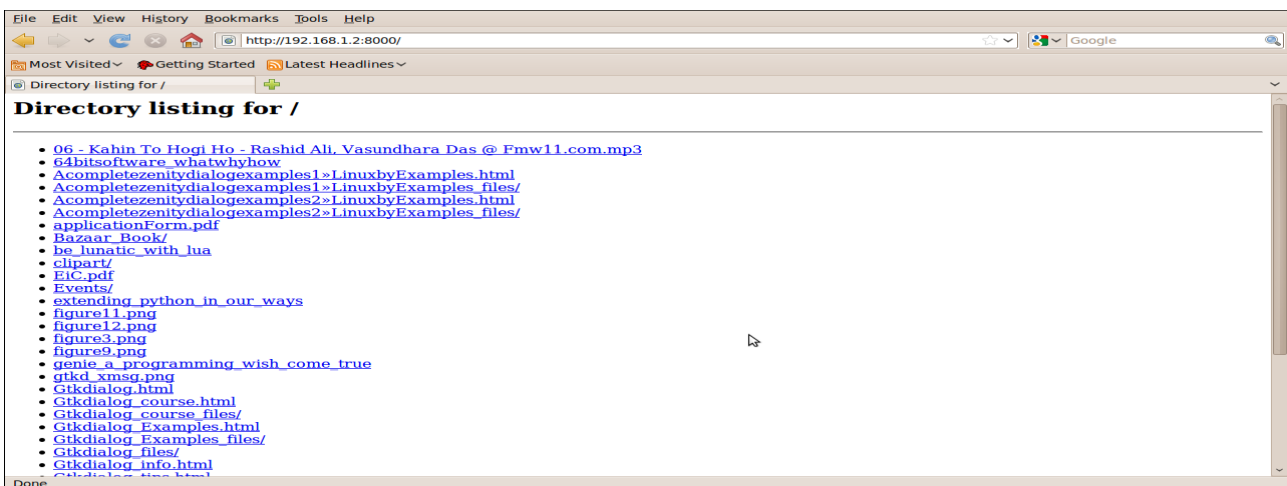 File Edit View History Bookmarks Tools Help
http://192.168.1.2:8000/ Google
Most Visited Getting Started Latest Headlines
Directory listing for /
Directory listing for /
06 - Kahin To Hogi Ho - Rashid Ali, Vasundhara Das @ Fmw11.com.mp3
64bitsoftware_whatwhyhow
Acompletezenitydialogexamples1»LinuxbyExamples.html
Acompletezenitydialogexamples1»LinuxbyExamples_files/
Acompletezenitydialogexamples2»LinuxbyExamples.html
Acompletezenitydialogexamples2»LinuxbyExamples_files/
applicationForm.pdf
Bazaar_Book/
be_lunatic_with_lua
clipart/
EiC.pdf
Events/
extending_python_in_our_ways
figure11.png
figure12.png
figure3.png
figure9.png
genie_a_programming_wish_come_true
gtkd_xmsg.png
Gtkdialog.html
Gtkdialog_course.html
Gtkdialog_course_files/
Gtkdialog_Examples.html
Gtkdialog_Examples_files/
Gtkdialog_files/
Gtkdialog_info.html
Gtkdialog_tips.html
Done